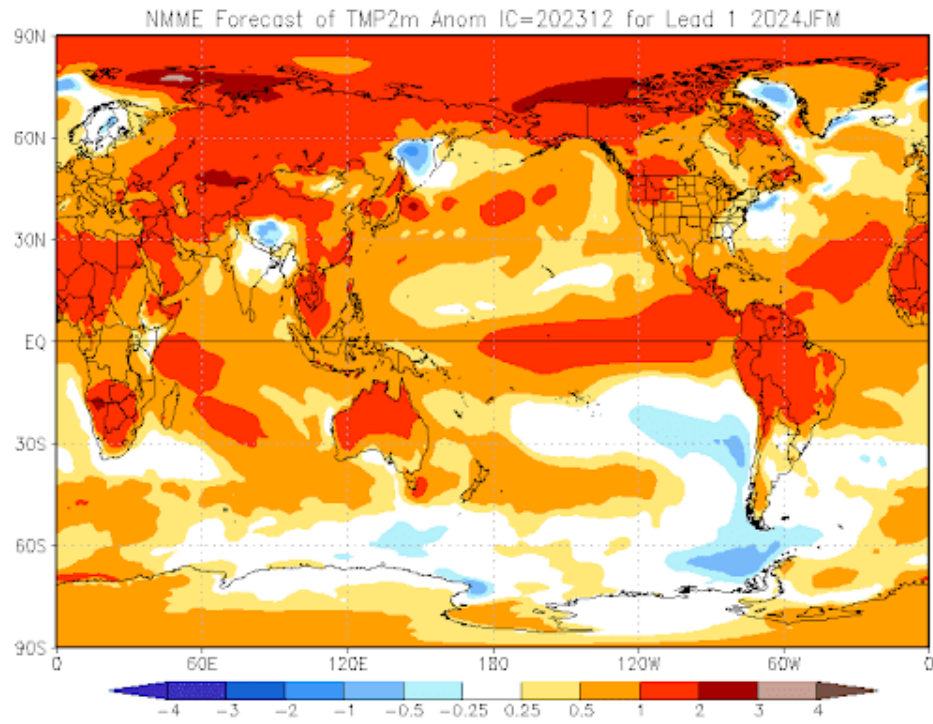 NMME Forecast of TMP2m Anom IC=202312 for Lead 1 2024JFM
90N
60N
30N
EQ
30S
60S
90S
0 60E 120E 180 120W 60W 0
-4 -3 -2 -1 -0.5 -0.25 0.25 0.5 1 2 3 4